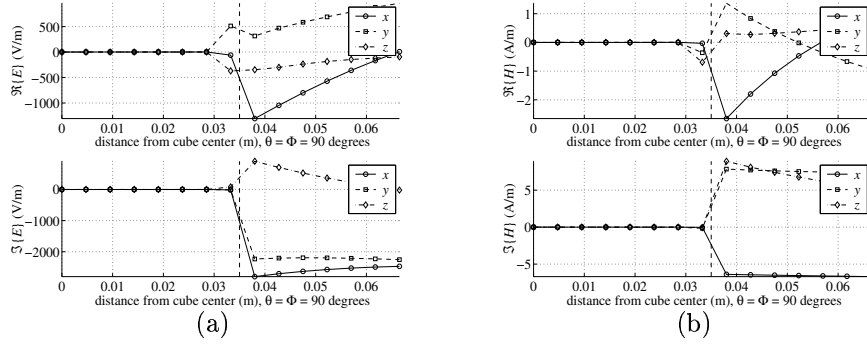 500
0
−500
−1000
ℜ{E} (V/m)
x
y
z
0 0.01 0.02 0.03 0.04 0.05 0.06
distance from cube center (m), θ = Φ = 90 degrees
1
0
−1
−2
ℜ{H} (A/m)
x
y
z
0 0.01 0.02 0.03 0.04 0.05 0.06
distance from cube center (m), θ = Φ = 90 degrees
0
−1000
−2000
ℑ{E} (V/m)
x
y
z
0 0.01 0.02 0.03 0.04 0.05 0.06
distance from cube center (m), θ = Φ = 90 degrees
(a)
5
0
−5
ℑ{H} (A/m)
x
y
z
0 0.01 0.02 0.03 0.04 0.05 0.06
distance from cube center (m), θ = Φ = 90 degrees
(b)